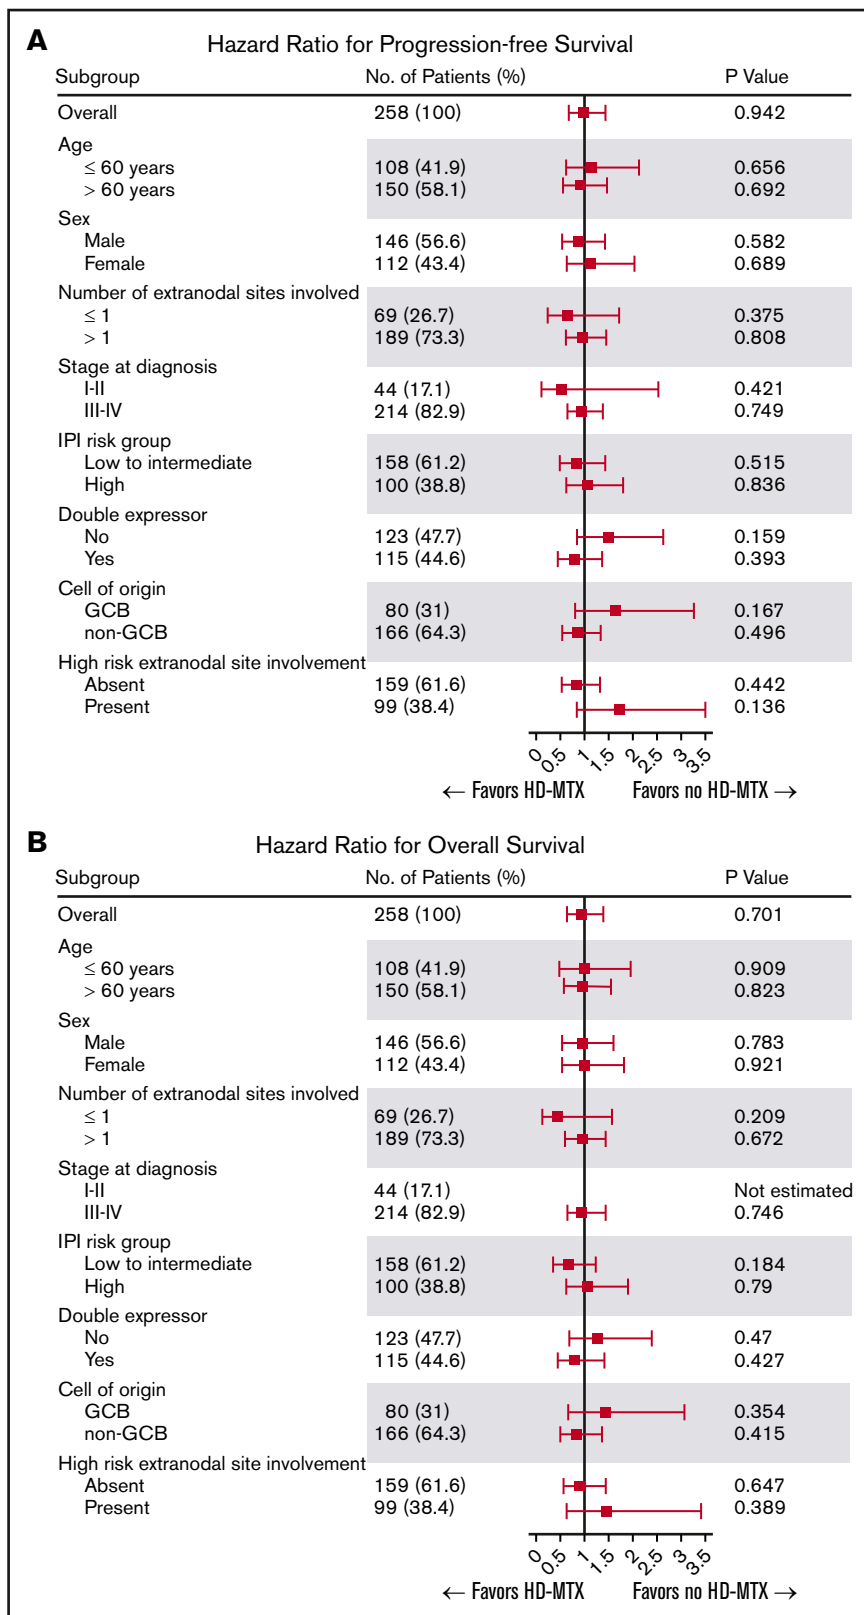 A
Hazard Ratio for Progression-free Survival
Subgroup No. of Patients (%) P Value
Overall 258 (100) 0.942
Age
≤ 60 years 108 (41.9) 0.656
> 60 years 150 (58.1) 0.692
Sex
Male 146 (56.6) 0.582
Female 112 (43.4) 0.689
Number of extranodal sites involved
≤ 1 69 (26.7) 0.375
> 1 189 (73.3) 0.808
Stage at diagnosis
I-II 44 (17.1) 0.421
III-IV 214 (82.9) 0.749
IPI risk group
Low to intermediate 158 (61.2) 0.515
High 100 (38.8) 0.836
Double expressor
No 123 (47.7) 0.159
Yes 115 (44.6) 0.393
Cell of origin
GCB 80 (31) 0.167
non-GCB 166 (64.3) 0.496
High risk extranodal site involvement
Absent 159 (61.6) 0.442
Present 99 (38.4) 0.136
0 0.5 1 1.5 2 2.5 3 3.5
← Favors HD-MTX Favors no HD-MTX →
B
Hazard Ratio for Overall Survival
Subgroup No. of Patients (%) P Value
Overall 258 (100) 0.701
Age
≤ 60 years 108 (41.9) 0.909
> 60 years 150 (58.1) 0.823
Sex
Male 146 (56.6) 0.783
Female 112 (43.4) 0.921
Number of extranodal sites involved
≤ 1 69 (26.7) 0.209
> 1 189 (73.3) 0.672
Stage at diagnosis
I-II 44 (17.1) Not estimated
III-IV 214 (82.9) 0.746
IPI risk group
Low to intermediate 158 (61.2) 0.184
High 100 (38.8) 0.79
Double expressor
No 123 (47.7) 0.47
Yes 115 (44.6) 0.427
Cell of origin
GCB 80 (31) 0.354
non-GCB 166 (64.3) 0.415
High risk extranodal site involvement
Absent 159 (61.6) 0.647
Present 99 (38.4) 0.389
0 0.5 1 1.5 2 2.5 3 3.5
← Favors HD-MTX Favors no HD-MTX →